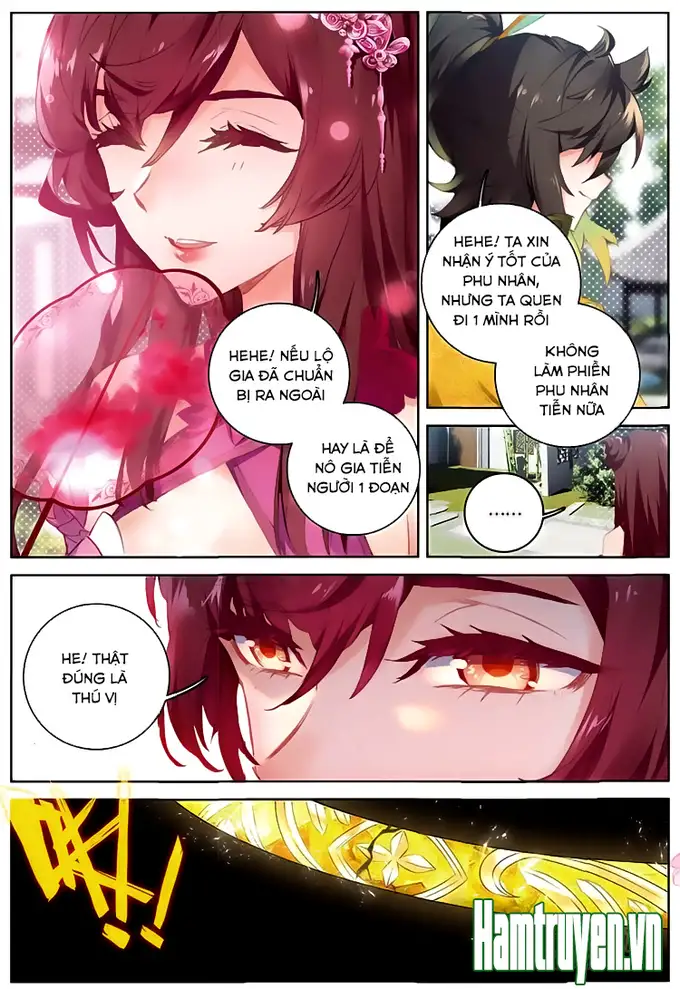 HEHE! NẾU LỘ
GIA ĐÃ CHUẨN
BỊ RA NGOÀI
HAY LÀ ĐỂ
NÔ GIA TIỄN
NGƯỜI 1 ĐOẠN
HEHE! TA XIN
NHẬN Ý TỐT CỦA
PHU NHÂN,
NHƯNG TA QUEN
ĐI 1 MÌNH RỒI
KHÔNG
LÀM PHIỀN
PHU NHÂN
TIỄN NỮA
......
HE! THẬT
ĐÚNG LÀ
THÚ VỊ
Hamtruyen.vn